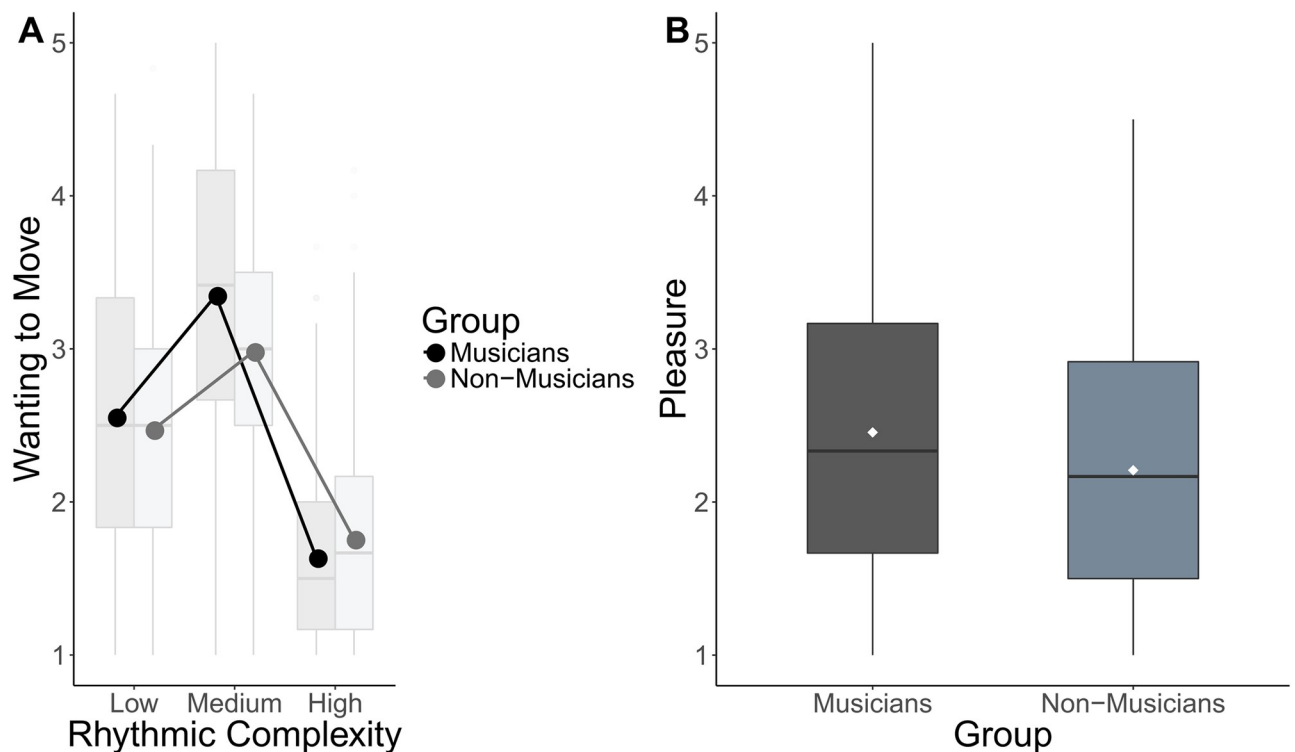 A
5
4
3
2
1
Wanting to Move
Low Medium High
Rhythmic Complexity
Group
Musicians
Non−Musicians
B
5
4
3
2
1
Pleasure
Musicians Non−Musicians
Group